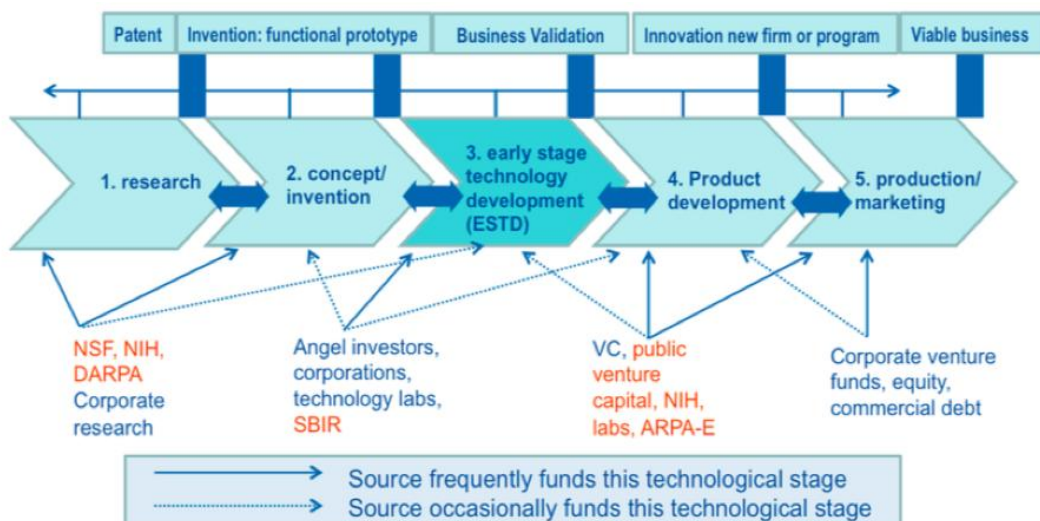 Patent
Invention: functional prototype
Business Validation
Innovation new firm or program
Viable business
1. research
2. concept/
invention
3. early stage
technology
development
(ESTD)
4. Product
development
5. production/
marketing
NSF, NIH,
DARPA
Corporate
research
Angel investors,
corporations,
technology labs,
SBIR
VC, public
venture
capital, NIH,
labs, ARPA-E
Corporate venture
funds, equity,
commercial debt
Source frequently funds this technological stage
Source occasionally funds this technological stage